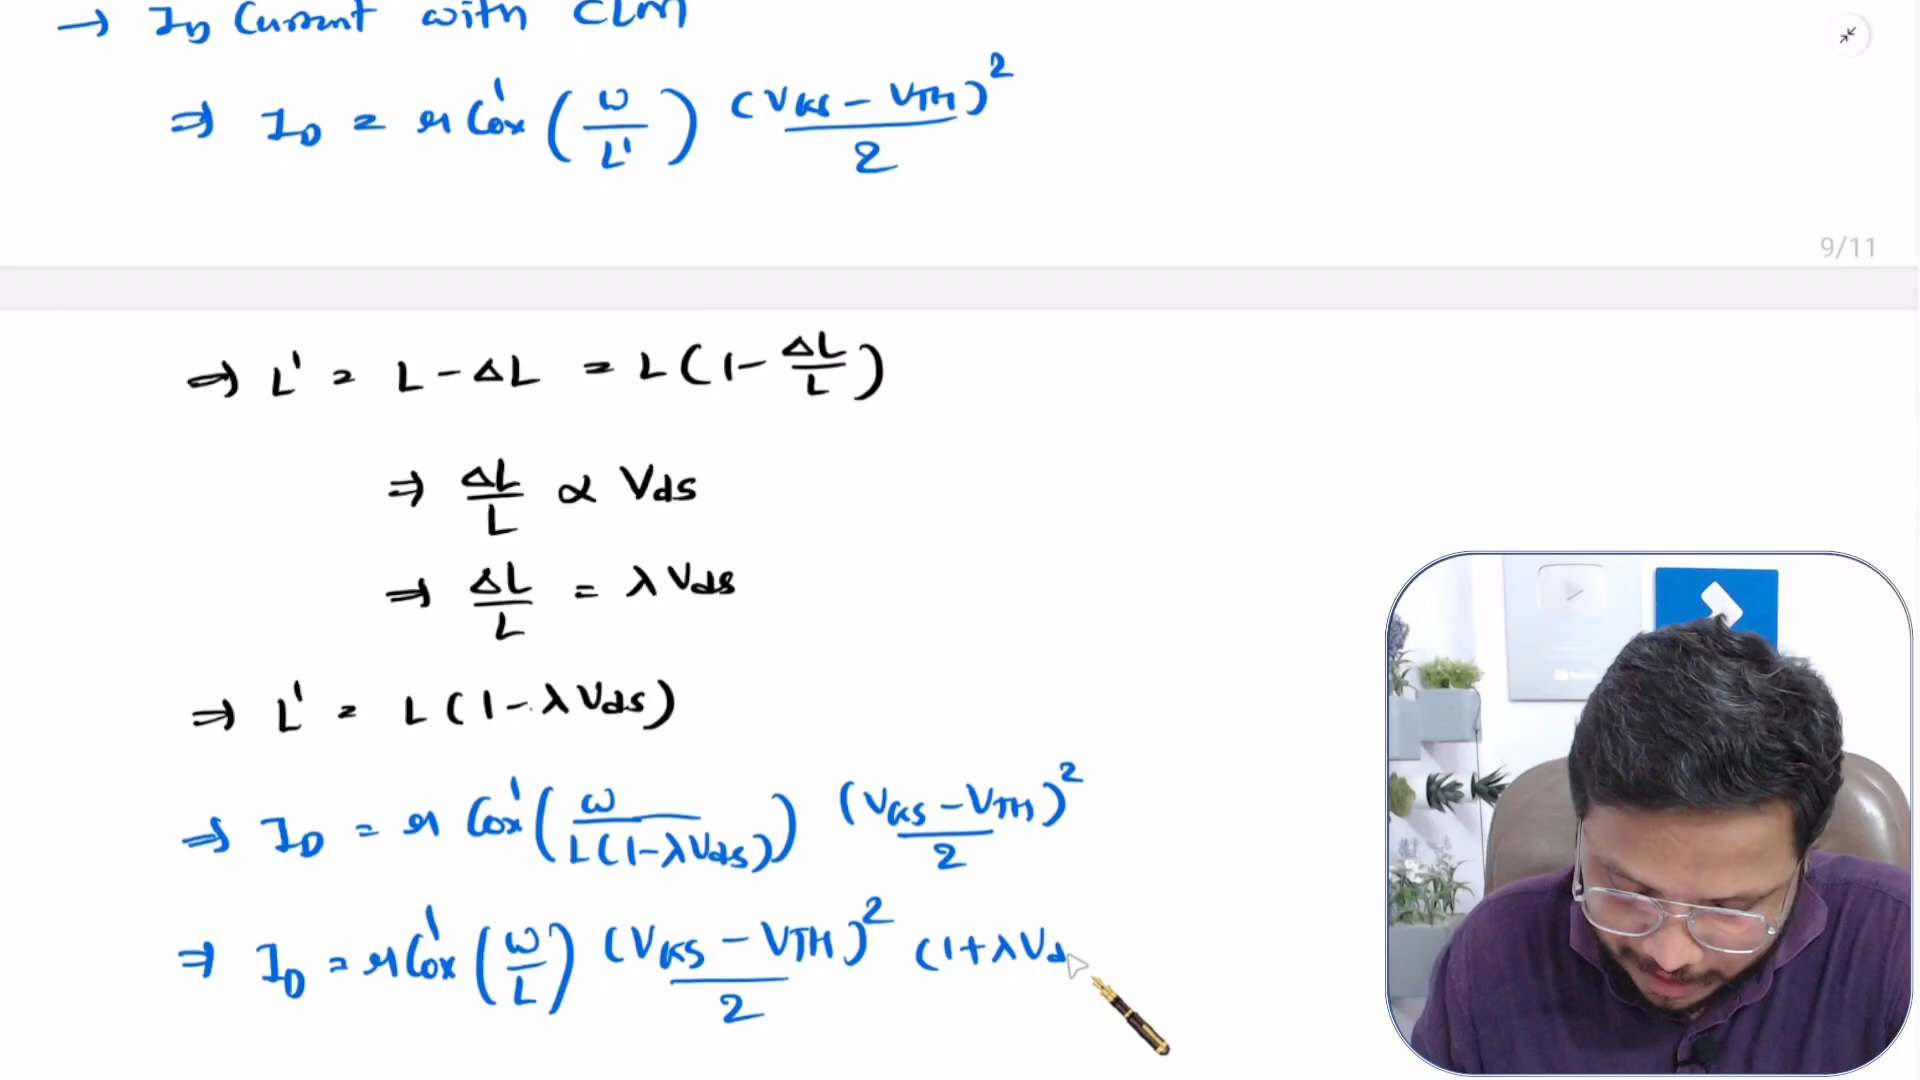 → ID Current with CLM
⇒ ID = μ Cox' (W/L') (VGS - VTH)²/2
9/11
⇒ L' = L - ΔL = L(1 - ΔL/L)
⇒ ΔL/L ∝ Vds
⇒ ΔL/L = λ Vds
⇒ L' = L(1 - λ Vds)
⇒ ID = μ Cox' (W/L(1-λVds)) (VGS - VTH)²/2
⇒ ID = μ Cox' (W/L) (VGS - VTH)²/2 (1+λVd